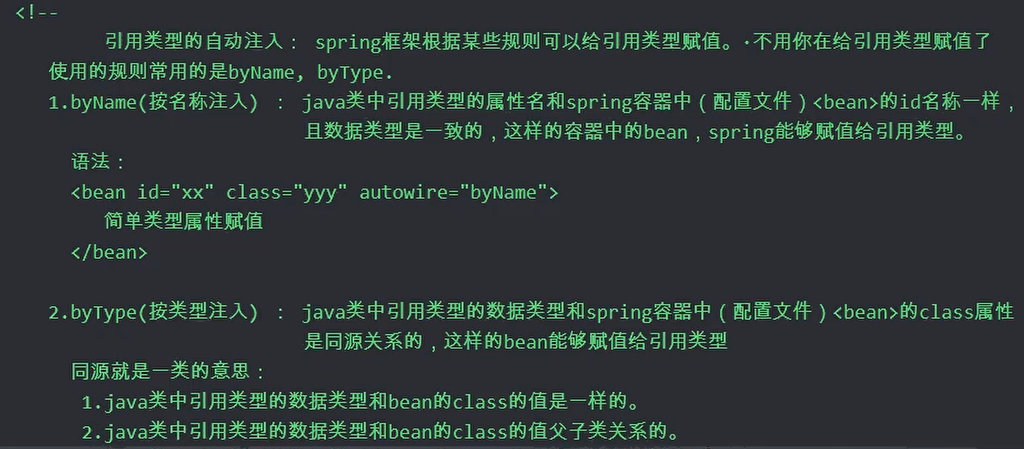 <!--
引用类型的自动注入： spring框架根据某些规则可以给引用类型赋值。·不用你在给引用类型赋值了
使用的规则常用的是byName, byType.
1.byName(按名称注入) ： java类中引用类型的属性名和spring容器中（配置文件）<bean>的id名称一样，
且数据类型是一致的，这样的容器中的bean，spring能够赋值给引用类型。
语法：
<bean id="xx" class="yyy" autowire="byName">
简单类型属性赋值
</bean>
2.byType(按类型注入) ： java类中引用类型的数据类型和spring容器中（配置文件）<bean>的class属性
是同源关系的，这样的bean能够赋值给引用类型
同源就是一类的意思：
1.java类中引用类型的数据类型和bean的class的值是一样的。
2.java类中引用类型的数据类型和bean的class的值父子类关系的。